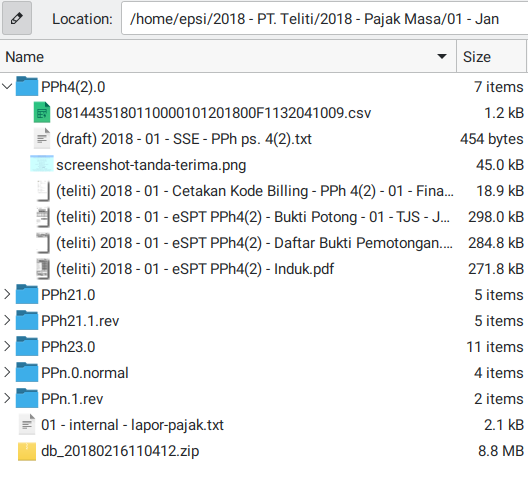 Location: /home/epsi/2018 - PT. Teliti/2018 - Pajak Masa/01 - Jan
Name Size
PPh4(2).0 7 items
0814435180110000101201800F1132041009.csv 1.2 kB
(draft) 2018 - 01 - SSE - PPh ps. 4(2).txt 454 bytes
screenshot-tanda-terima.png 45.0 kB
(teliti) 2018 - 01 - Cetakan Kode Billing - PPh 4(2) - 01 - Fina... 18.9 kB
(teliti) 2018 - 01 - eSPT PPh4(2) - Bukti Potong - 01 - TJS - J... 298.0 kB
(teliti) 2018 - 01 - eSPT PPh4(2) - Daftar Bukti Pemotongan.... 284.8 kB
(teliti) 2018 - 01 - eSPT PPh4(2) - Induk.pdf 271.8 kB
PPh21.0 5 items
PPh21.1.rev 5 items
PPh23.0 11 items
PPn.0.normal 4 items
PPn.1.rev 2 items
01 - internal - lapor-pajak.txt 2.1 kB
db_20180216110412.zip 8.8 MB